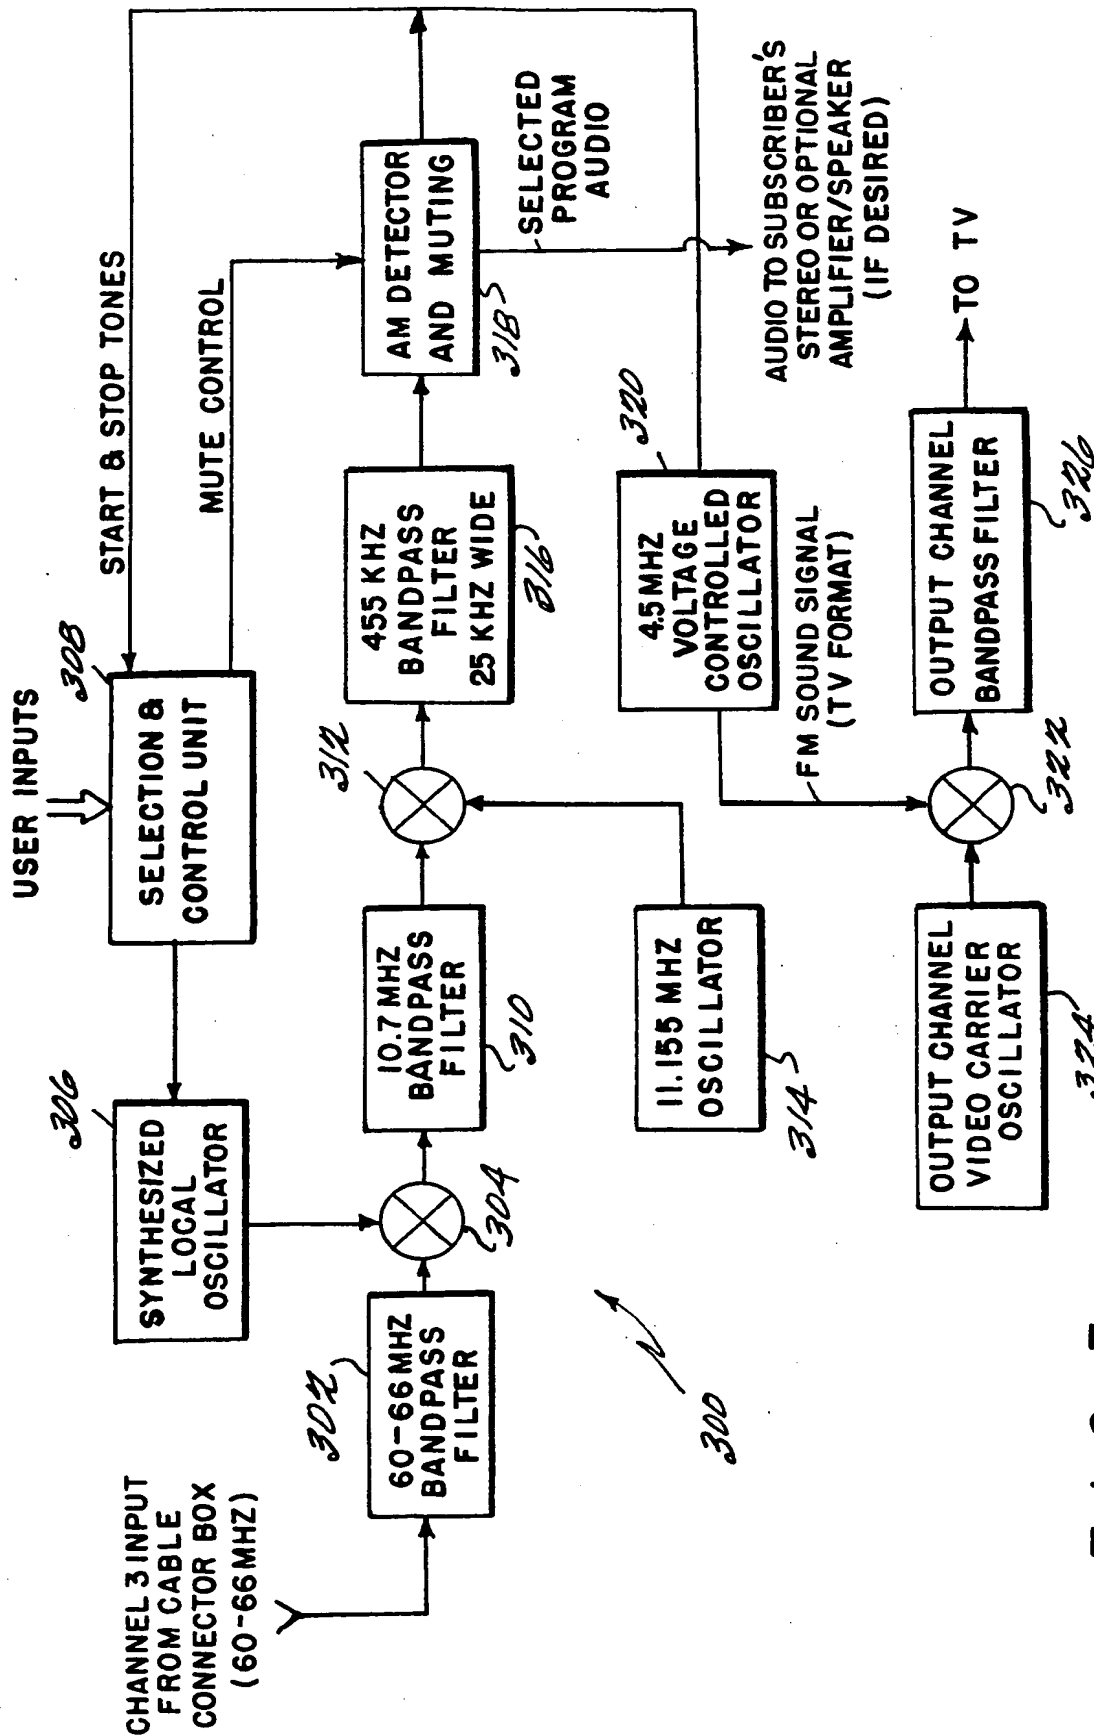 USER INPUTS
START & STOP TONES
308
SELECTION &
CONTROL UNIT
MUTE CONTROL
306
SYNTHESIZED
LOCAL
OSCILLATOR
CHANNEL 3 INPUT
FROM CABLE
CONNECTOR BOX
(60-66MHZ)
302
60-66MHZ
BANDPASS
FILTER
304
10.7 MHZ
BANDPASS
FILTER
310
312
455 KHZ
BANDPASS
FILTER
25 KHZ WIDE
316
AM DETECTOR
AND MUTING
318
SELECTED
PROGRAM
AUDIO
11.155 MHZ
OSCILLATOR
314
320
4.5MHZ
VOLTAGE
CONTROLLED
OSCILLATOR
AUDIO TO SUBSCRIBER'S
STEREO OR OPTIONAL
AMPLIFIER/SPEAKER
(IF DESIRED)
FM SOUND SIGNAL
(TV FORMAT)
300
OUTPUT CHANNEL
VIDEO CARRIER
OSCILLATOR
324
322
OUTPUT CHANNEL
BANDPASS FILTER
326
TO TV